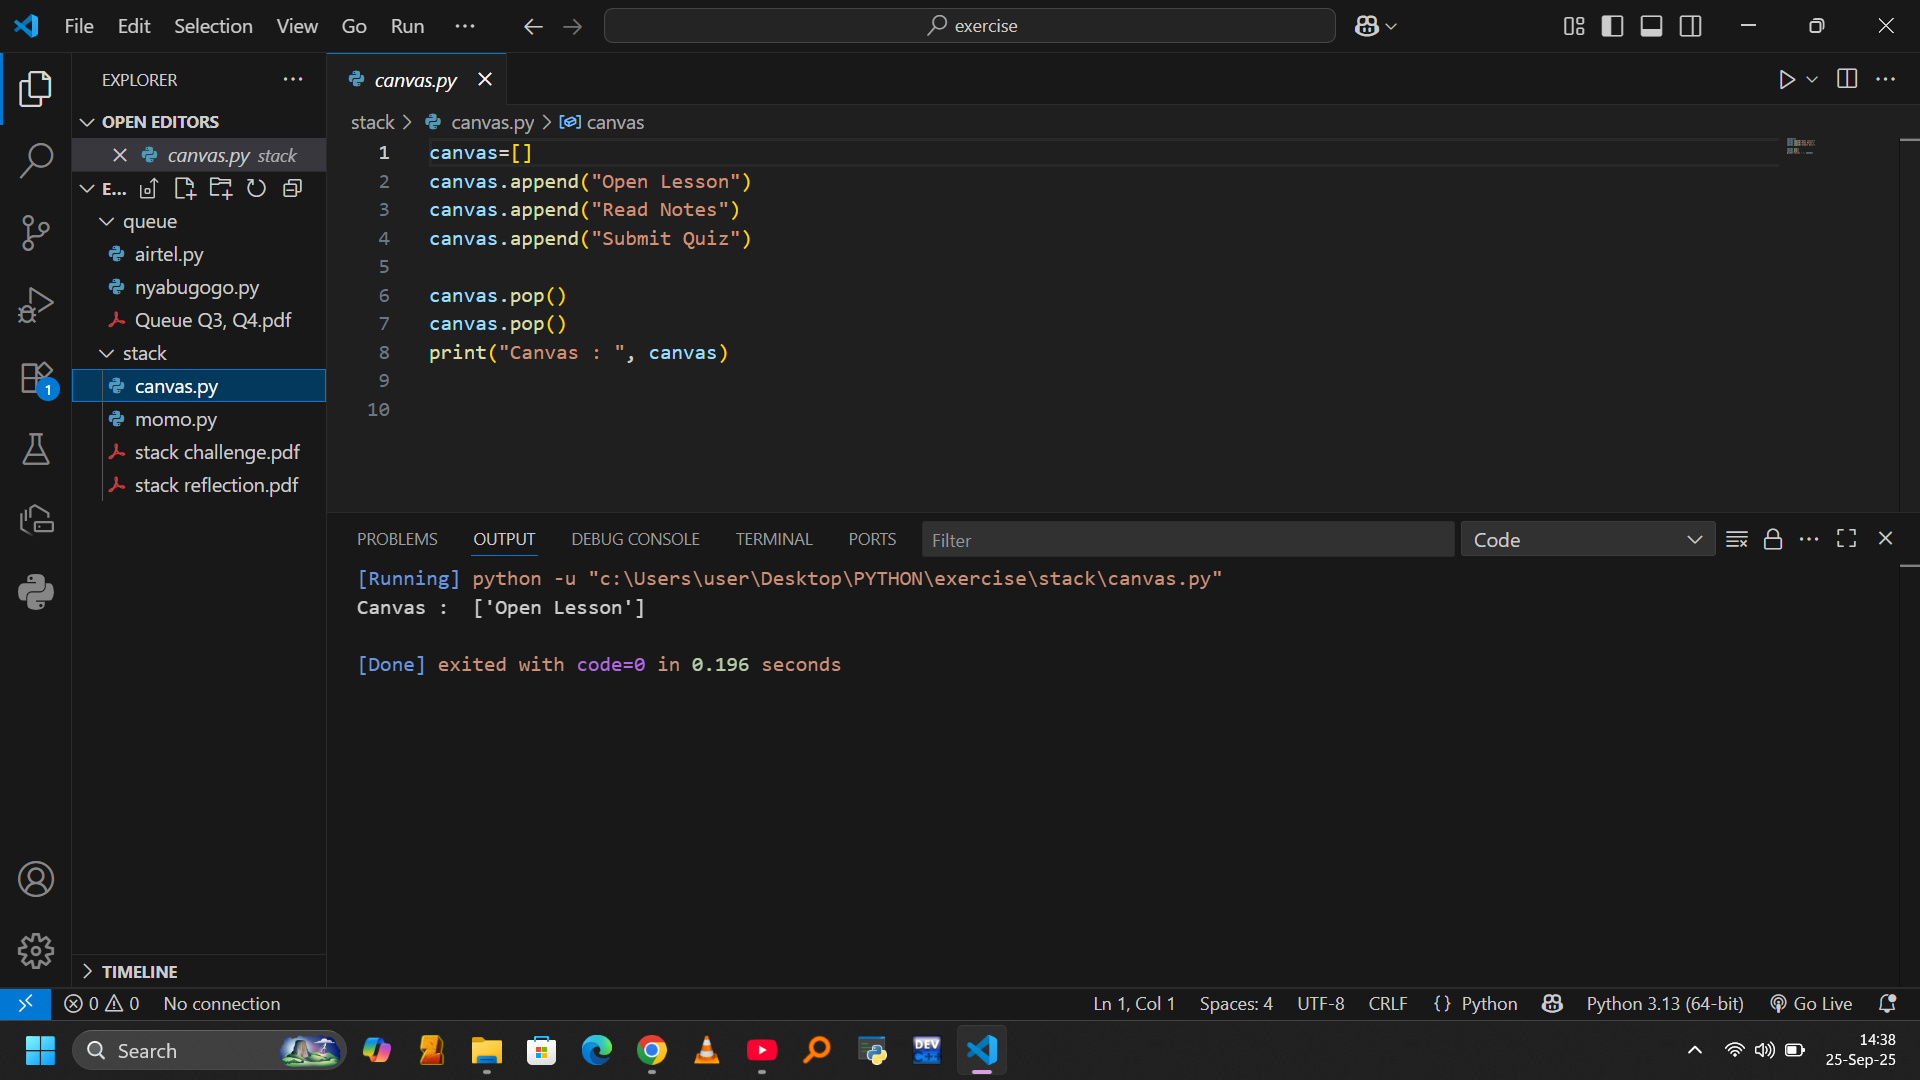 File Edit Selection View Go Run ···
exercise
EXPLORER
OPEN EDITORS
canvas.py stack
E...
queue
airtel.py
nyabugogo.py
Queue Q3, Q4.pdf
stack
canvas.py
momo.py
stack challenge.pdf
stack reflection.pdf
TIMELINE
1
canvas.py
stack > canvas.py > canvas
1 canvas=[]
2 canvas.append("Open Lesson")
3 canvas.append("Read Notes")
4 canvas.append("Submit Quiz")
5
6 canvas.pop()
7 canvas.pop()
8 print("Canvas : ", canvas)
9
10
PROBLEMS OUTPUT DEBUG CONSOLE TERMINAL PORTS Filter Code
[Running] python -u "c:\Users\user\Desktop\PYTHON\exercise\stack\canvas.py"
Canvas :  ['Open Lesson']
[Done] exited with code=0 in 0.196 seconds
0 0 No connection Ln 1, Col 1 Spaces: 4 UTF-8 CRLF {} Python Python 3.13 (64-bit) Go Live
Search DEV C++ 14:38
25-Sep-25